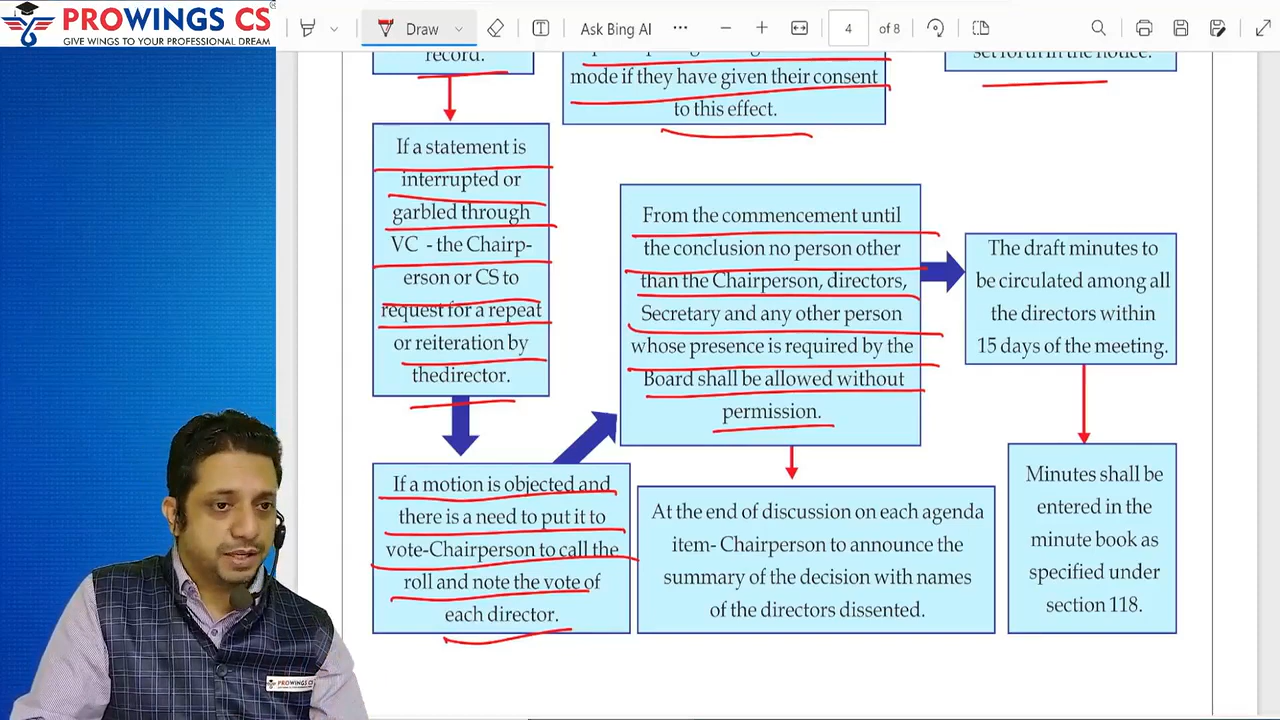 PROWINGS CS
GIVE WINGS TO YOUR PROFESSIONAL DREAM
Draw
Ask Bing AI
4
of 8
record.
mode if they have given their consent
to this effect.
set forth in the notice.
If a statement is
interrupted or
garbled through
VC - the Chairp-
erson or CS to
request for a repeat
or reiteration by
thedirector.
From the commencement until
the conclusion no person other
than the Chairperson, directors,
Secretary and any other person
whose presence is required by the
Board shall be allowed without
permission.
The draft minutes to
be circulated among all
the directors within
15 days of the meeting.
If a motion is objected and
there is a need to put it to
vote-Chairperson to call the
roll and note the vote of
each director.
At the end of discussion on each agenda
item- Chairperson to announce the
summary of the decision with names
of the directors dissented.
Minutes shall be
entered in the
minute book as
specified under
section 118.
PROWINGS CS